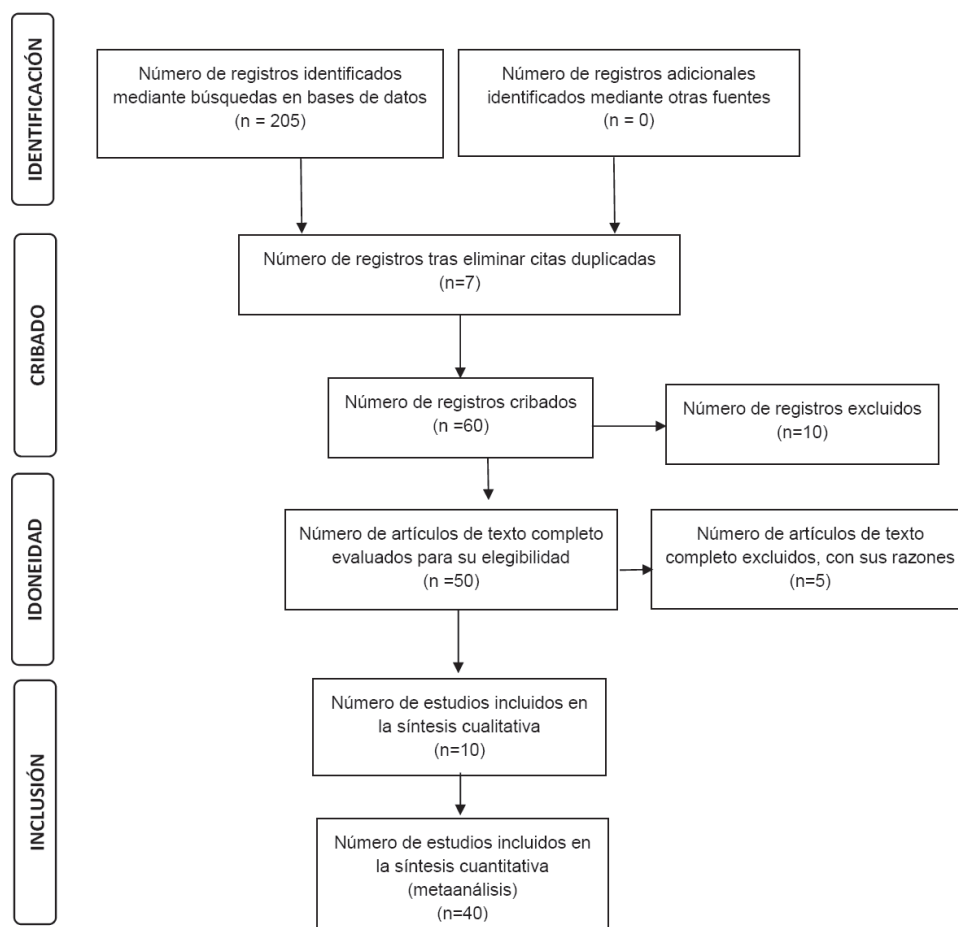 IDENTIFICACIÓN
Número de registros identificados
mediante búsquedas en bases de datos
(n = 205)
Número de registros adicionales
identificados mediante otras fuentes
(n = 0)
CRIBADO
Número de registros tras eliminar citas duplicadas
(n=7)
Número de registros cribados
(n =60)
Número de registros excluidos
(n=10)
IDONEIDAD
Número de artículos de texto completo
evaluados para su elegibilidad
(n =50)
Número de artículos de texto
completo excluidos, con sus razones
(n=5)
INCLUSIÓN
Número de estudios incluidos en
la síntesis cualitativa
(n=10)
Número de estudios incluidos en
la síntesis cuantitativa
(metaanálisis)
(n=40)